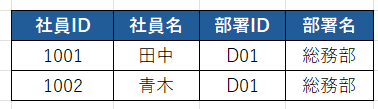 社員ID 社員名 部署ID 部署名
1001 田中 D01 総務部
1002 青木 D01 総務部